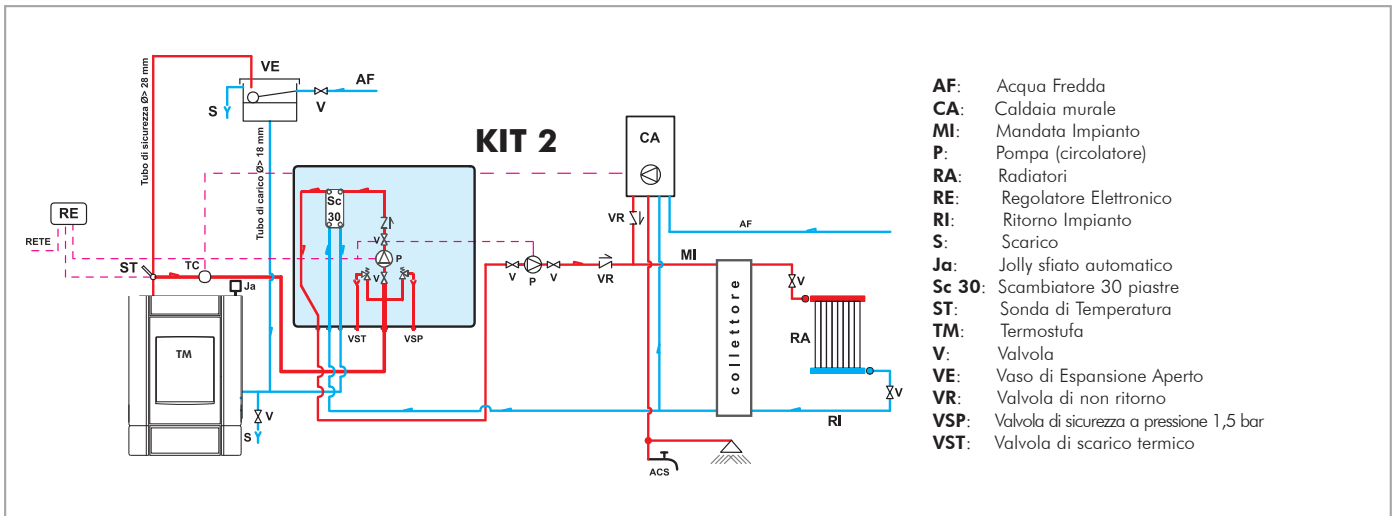 VE
AF
S
V
Tubo di sicurezza Ø> 28 mm
Tubo di carico Ø> 18 mm
KIT 2
CA
Sc
30
V
P
V
RE
RETE
ST
TC
Ja
TM
VST
VSP
V
S
VR
AF
V
P
V
VR
MI
collettore
V
RA
V
RI
ACS
AF: Acqua Fredda
CA: Caldaia murale
MI: Mandata Impianto
P: Pompa (circolatore)
RA: Radiatori
RE: Regolatore Elettronico
RI: Ritorno Impianto
S: Scarico
Ja: Jolly sfiato automatico
Sc 30: Scambiatore 30 piastre
ST: Sonda di Temperatura
TM: Termostufa
V: Valvola
VE: Vaso di Espansione Aperto
VR: Valvola di non ritorno
VSP: Valvola di sicurezza a pressione 1,5 bar
VST: Valvola di scarico termico